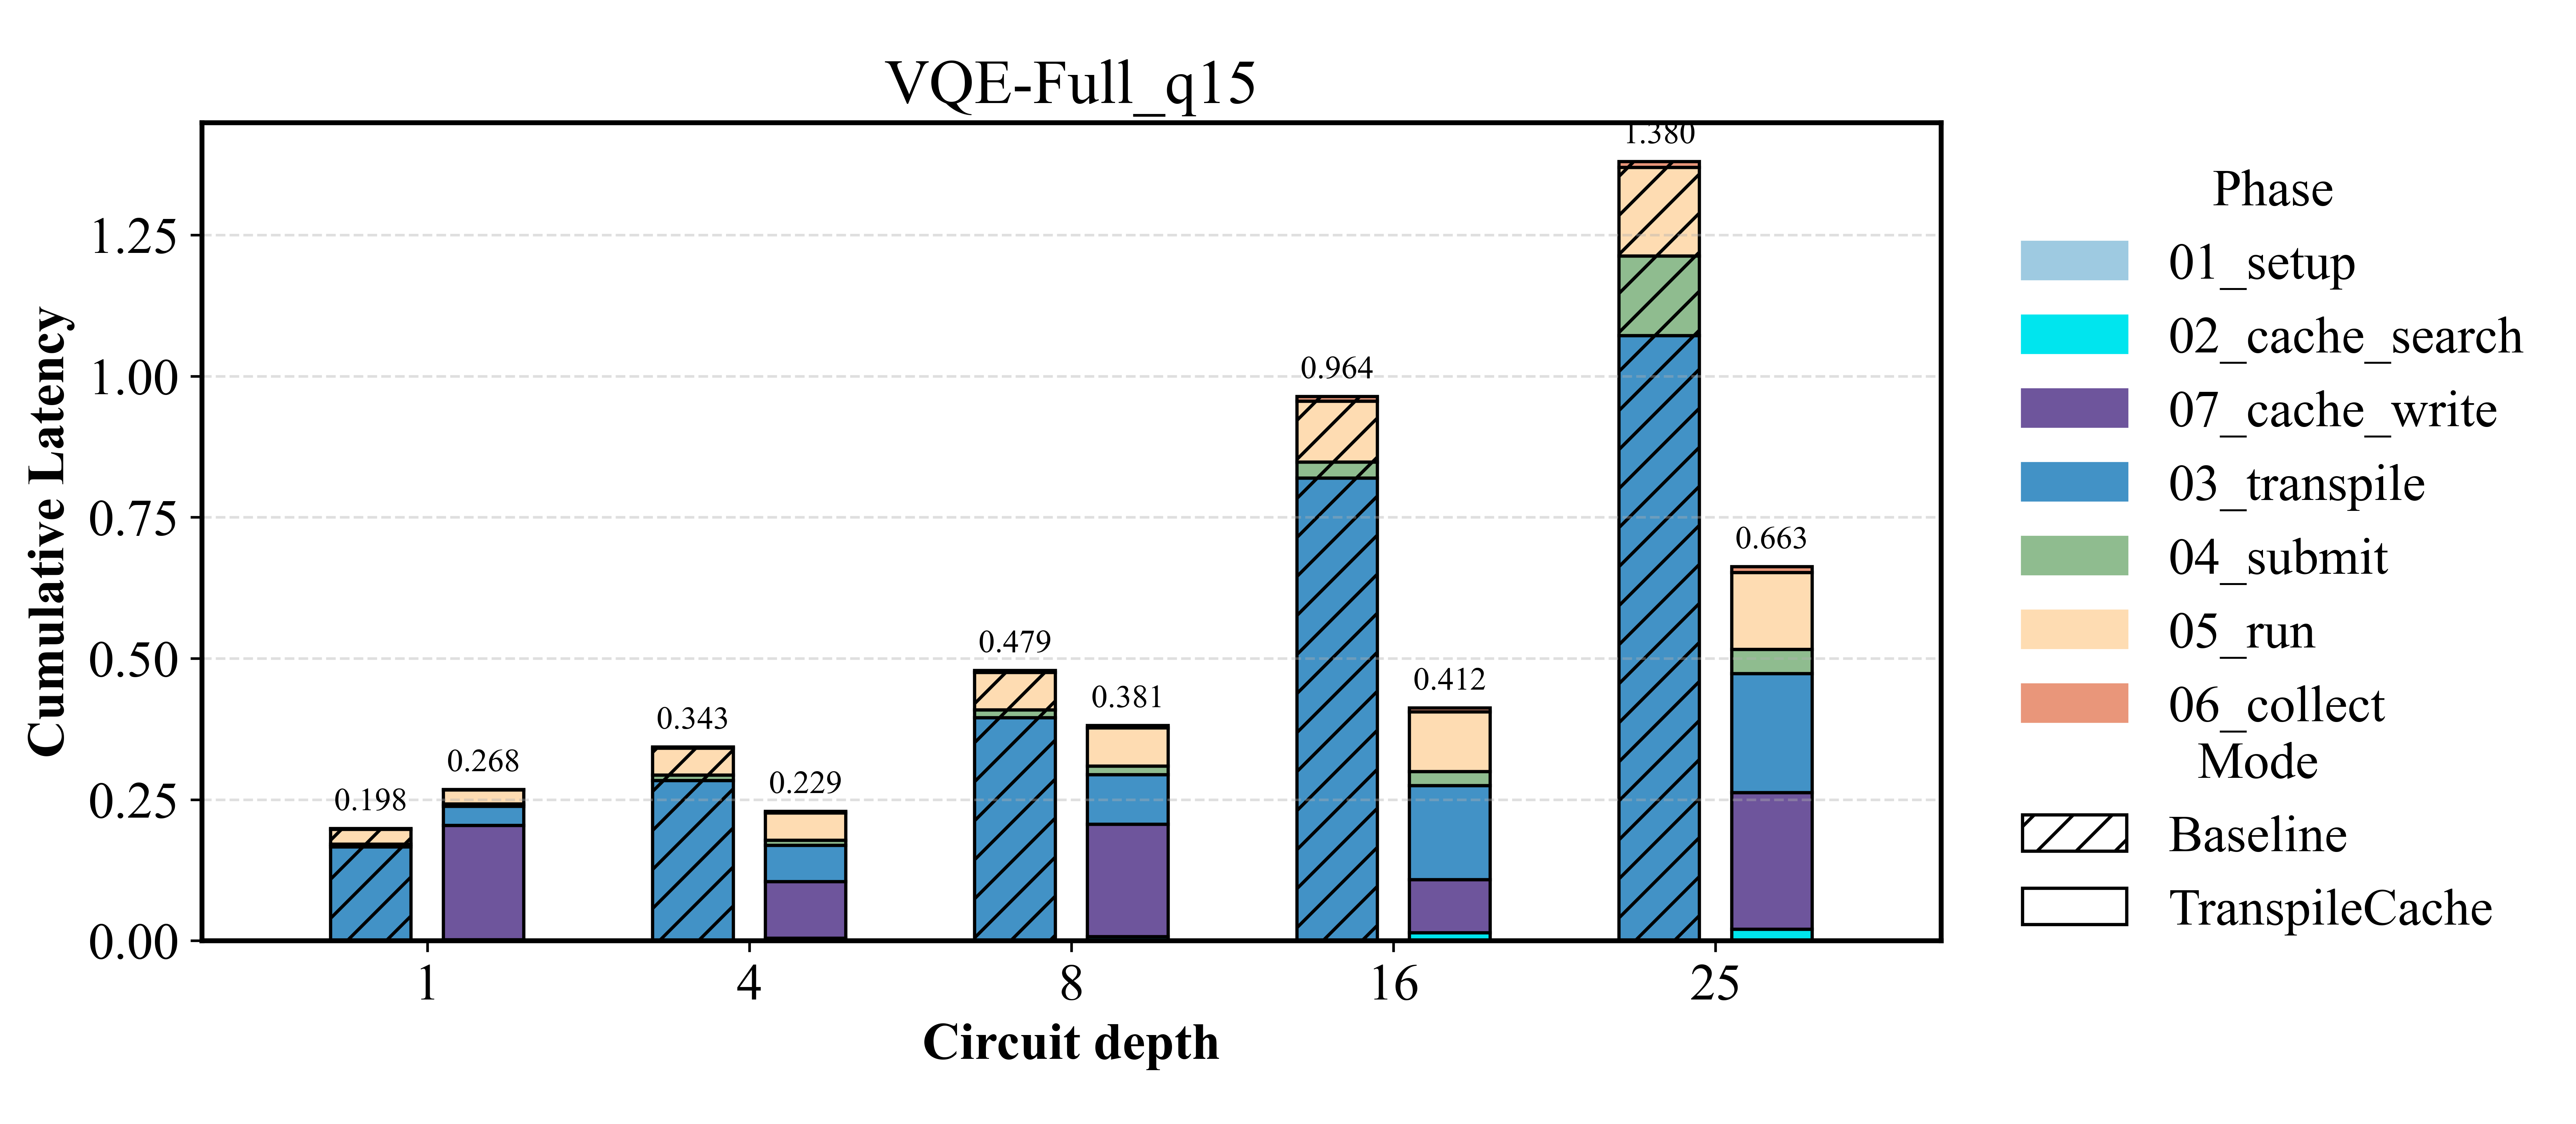 VQE-Full_q15
Cumulative Latency
1.25
1.00
0.75
0.50
0.25
0.00
0.198
0.268
0.343
0.229
0.479
0.381
0.964
0.412
1.380
0.663
1
4
8
16
25
Circuit depth
Phase
01_setup
02_cache_search
07_cache_write
03_transpile
04_submit
05_run
06_collect
Mode
Baseline
TranspileCache